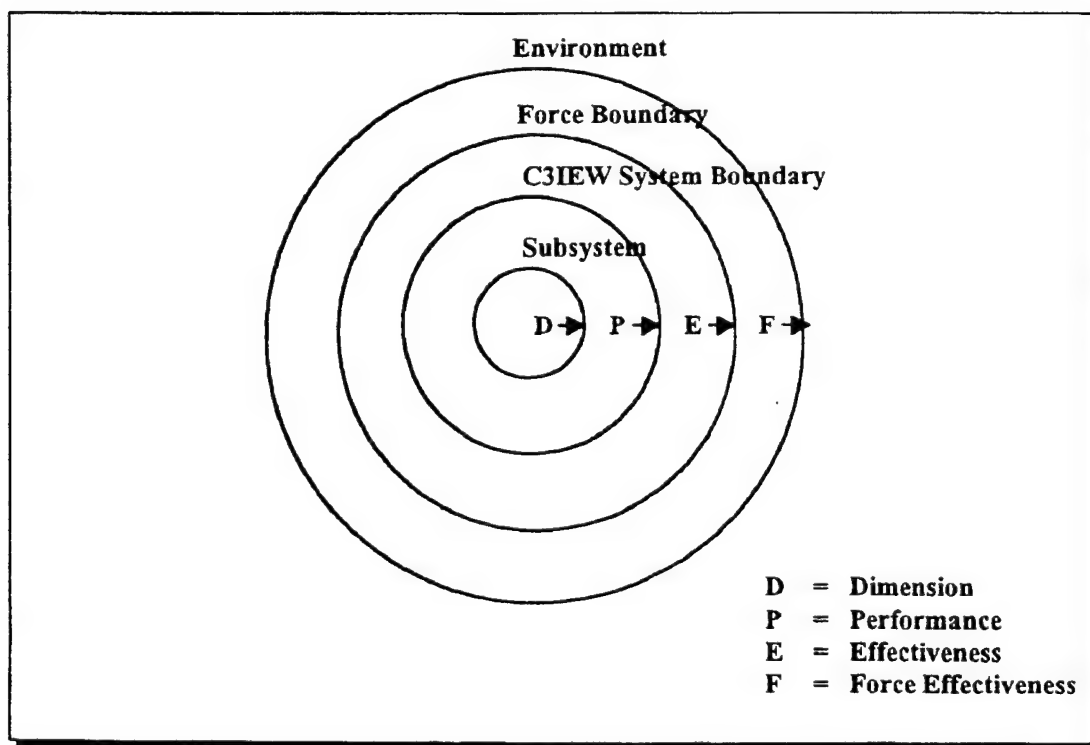 Environment
Force Boundary
C3IEW System Boundary
Subsystem
D P E F
D = Dimension
P = Performance
E = Effectiveness
F = Force Effectiveness